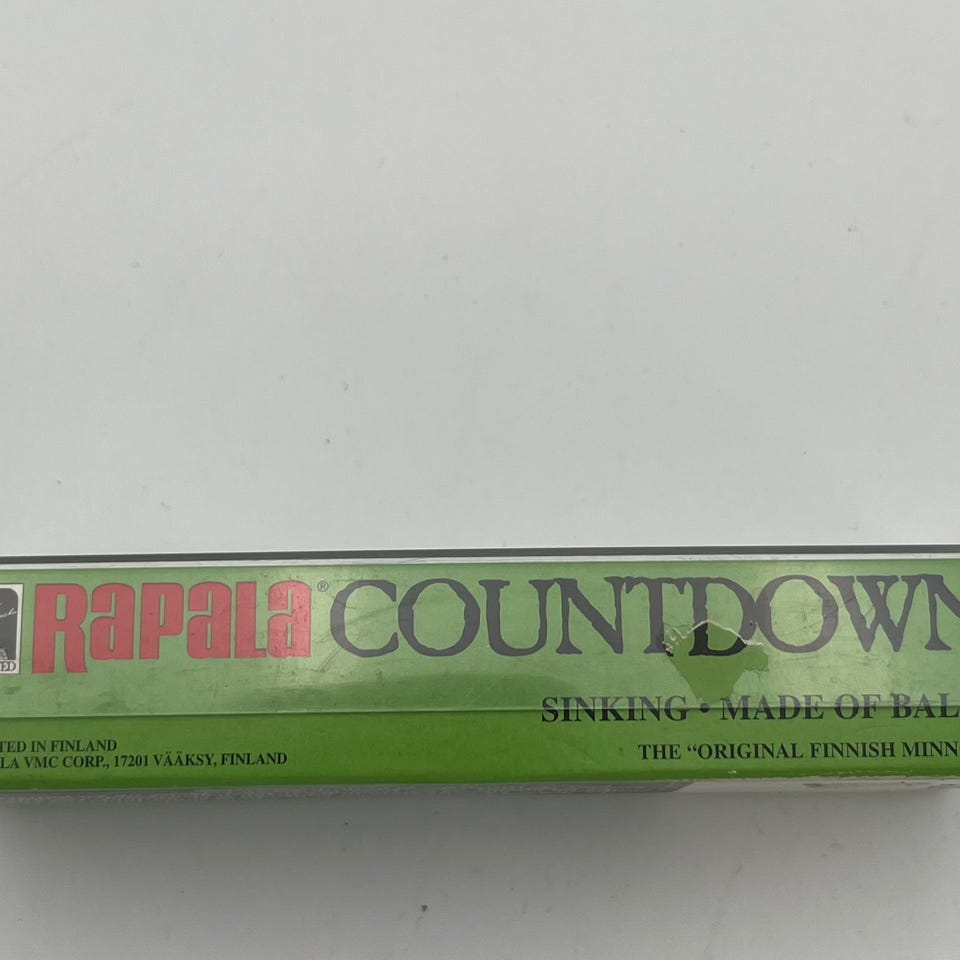 RAPALA® COUNTDOWN
SINKING • MADE OF BAL
TED IN FINLAND
LA VMC CORP., 17201 VÄÄKSY, FINLAND
THE “ORIGINAL FINNISH MINN